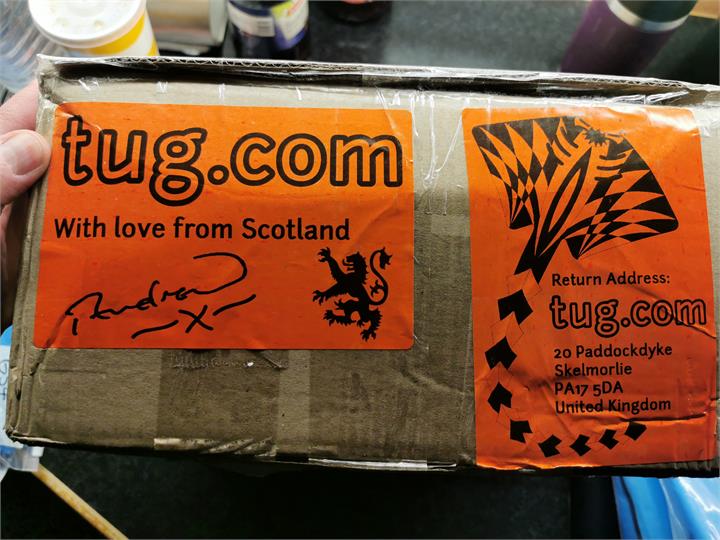 tug.com
With love from Scotland
Andrew
-x-
Return Address:
tug.com
20 Paddockdyke
Skelmorlie
PA17 5DA
United Kingdom